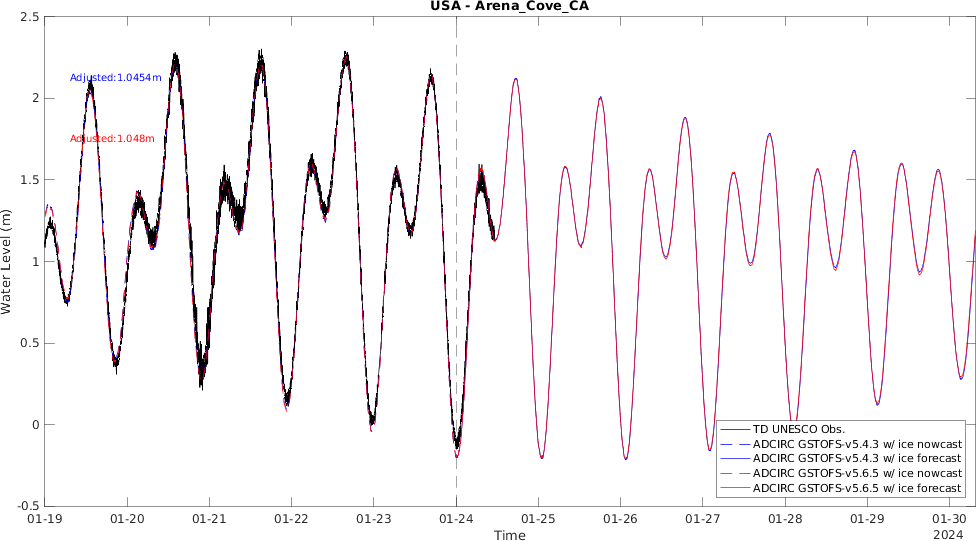 USA - Arena_Cove_CA
2.5
2
1.5
1
0.5
0
-0.5
Water Level (m)
Adjusted:1.0454m
Adjusted:1.048m
TD UNESCO Obs.
ADCIRC GSTOFS-v5.4.3 w/ ice nowcast
ADCIRC GSTOFS-v5.4.3 w/ ice forecast
ADCIRC GSTOFS-v5.6.5 w/ ice nowcast
ADCIRC GSTOFS-v5.6.5 w/ ice forecast
01-19 01-20 01-21 01-22 01-23 01-24 01-25 01-26 01-27 01-28 01-29 01-30
Time
2024